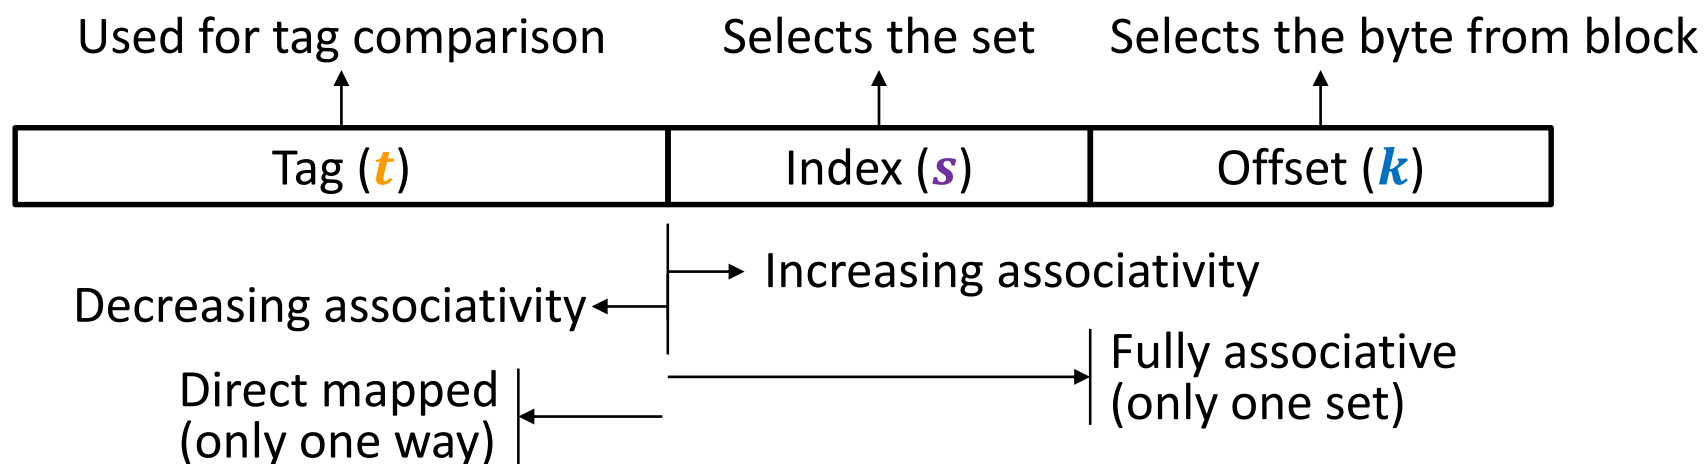 Used for tag comparison
Selects the set
Selects the byte from block
Tag (t)
Index (s)
Offset (k)
Increasing associativity
Decreasing associativity
Fully associative
(only one set)
Direct mapped
(only one way)